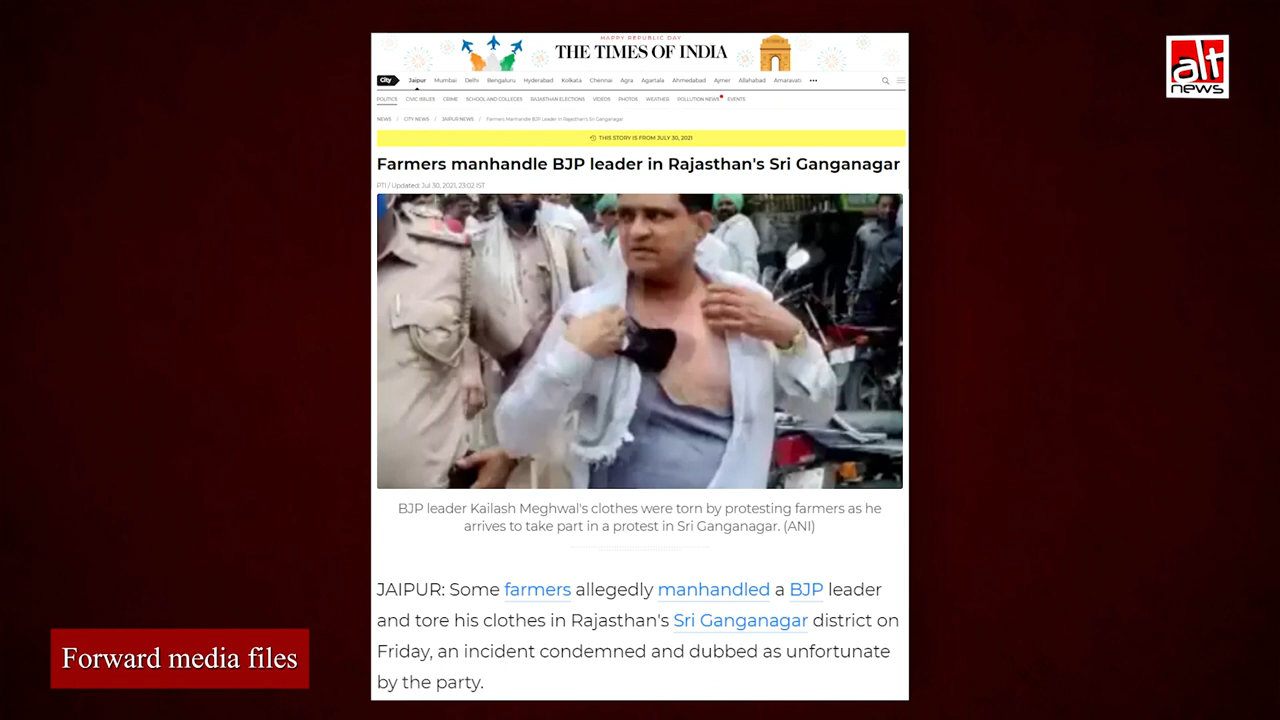 HAPPY REPUBLIC DAY
THE TIMES OF INDIA
alt
news
City Jaipur Mumbai Delhi Bengaluru Hyderabad Kolkata Chennai Agra Agartala Ahmedabad Ajmer Allahabad Amaravati •••
POLITICS CIVIC ISSUES CRIME SCHOOL AND COLLEGES RAJASTHAN ELECTIONS VIDEOS PHOTOS WEATHER POLLUTION NEWS EVENTS
NEWS / CITY NEWS / JAIPUR NEWS / Farmers Manhandle BJP Leader In Rajasthan's Sri Ganganagar
THIS STORY IS FROM JULY 30, 2021
Farmers manhandle BJP leader in Rajasthan's Sri Ganganagar
PTI / Updated: Jul 30, 2021, 23:02 IST
BJP leader Kailash Meghwal's clothes were torn by protesting farmers as he
arrives to take part in a protest in Sri Ganganagar. (ANI)
JAIPUR: Some farmers allegedly manhandled a BJP leader
and tore his clothes in Rajasthan's Sri Ganganagar district on
Friday, an incident condemned and dubbed as unfortunate
by the party.
Forward media files